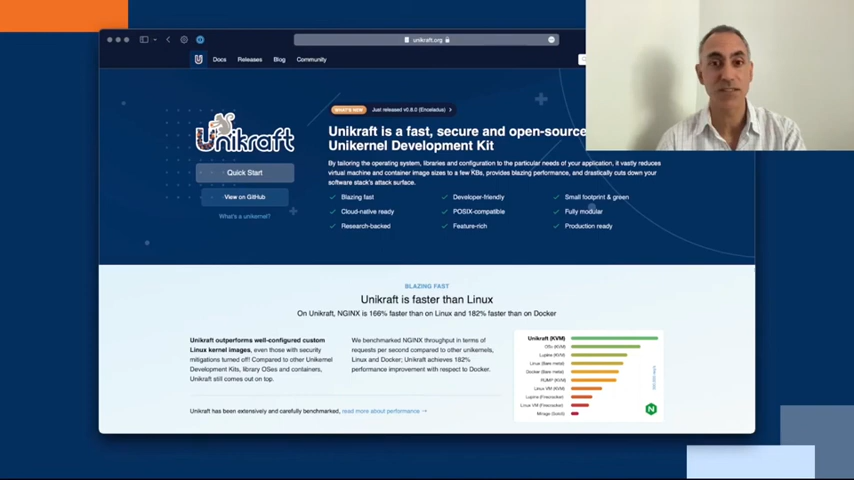 unikraft.org
Docs Releases Blog Community
WHAT'S NEW Just released v0.8.0 (Enceladus)
Unikraft
Quick Start
View on GitHub
What's a unikernel?
Unikraft is a fast, secure and open-source
Unikernel Development Kit
By tailoring the operating system, libraries and configuration to the particular needs of your application, it vastly reduces
virtual machine and container image sizes to a few KBs, provides blazing performance, and drastically cuts down your
software stack's attack surface.
Blazing fast Developer-friendly Small footprint & green
Cloud-native ready POSIX-compatible Fully modular
Research-backed Feature-rich Production ready
BLAZING FAST
Unikraft is faster than Linux
On Unikraft, NGINX is 166% faster than on Linux and 182% faster than on Docker
Unikraft outperforms well-configured custom
Linux kernel images, even those with security
mitigations turned off! Compared to other Unikernel
Development Kits, library OSes and containers,
Unikraft still comes out on top.
We benchmarked NGINX throughput in terms of
requests per second compared to other unikernels,
Linux and Docker; Unikraft achieves 182%
performance improvement with respect to Docker.
Unikraft has been extensively and carefully benchmarked, read more about performance →
Unikraft (KVM)
OSv (KVM)
Lupine (KVM)
Linux (Bare metal)
Docker (Bare metal)
RUMP (KVM)
Linux VM (KVM)
Lupine (Firecracker)
Linux VM (Firecracker)
Mirage (Solo5)